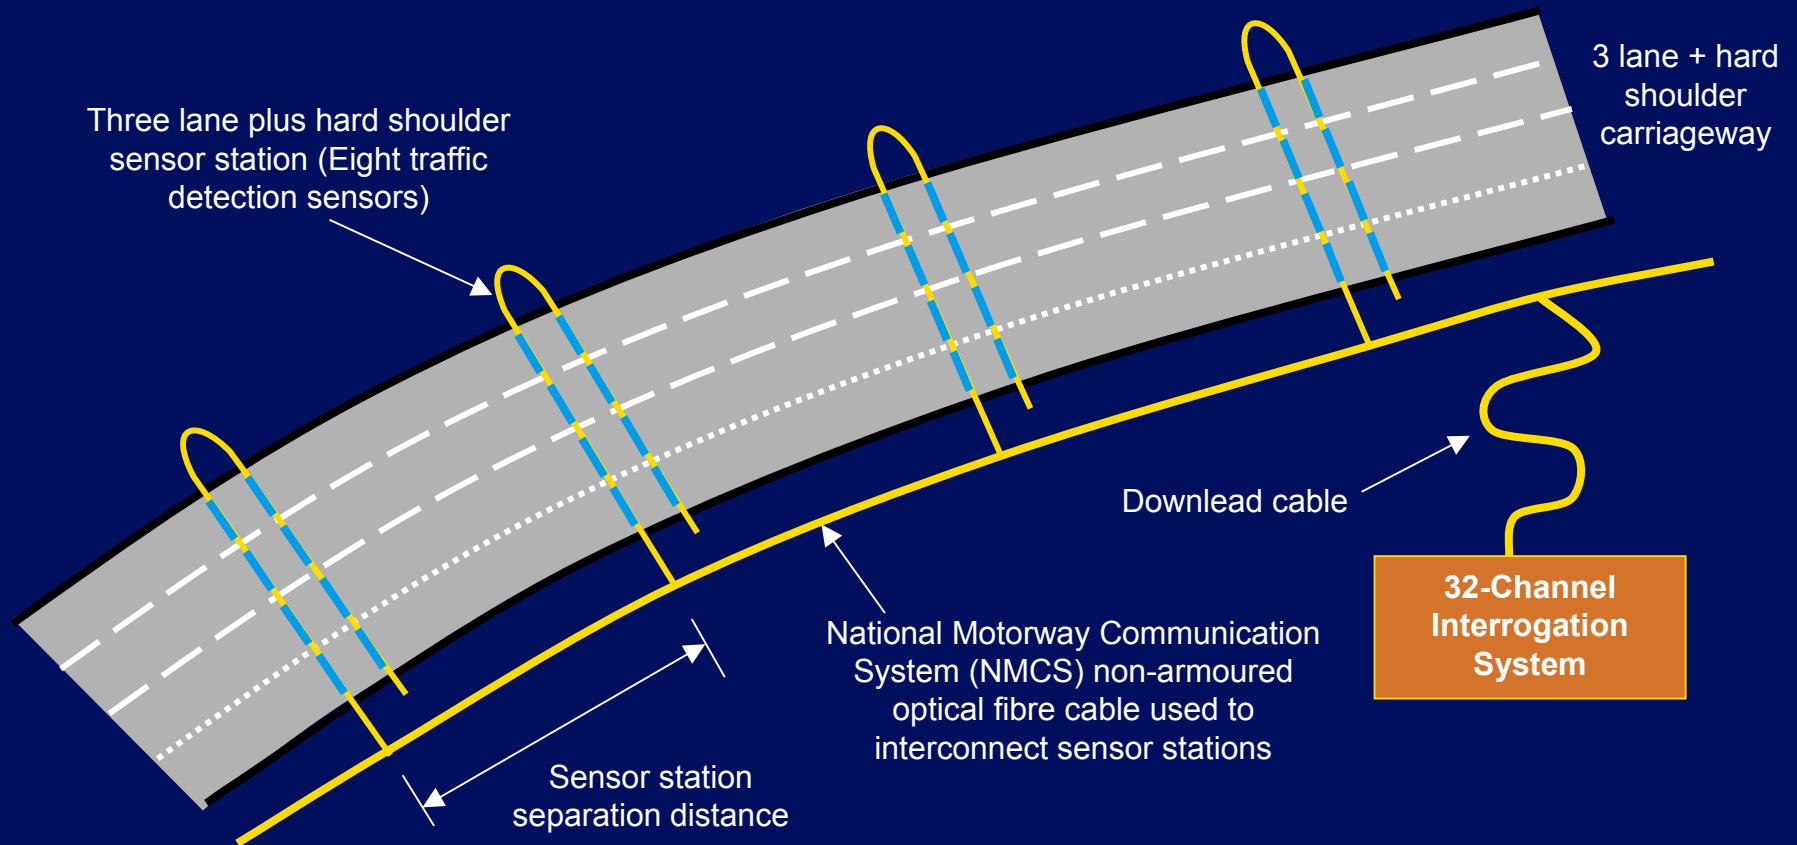 3 lane + hard
shoulder
carriageway
Three lane plus hard shoulder
sensor station (Eight traffic
detection sensors)
Downlead cable
32-Channel
Interrogation
System
National Motorway Communication
System (NMCS) non-armoured
optical fibre cable used to
interconnect sensor stations
Sensor station
separation distance